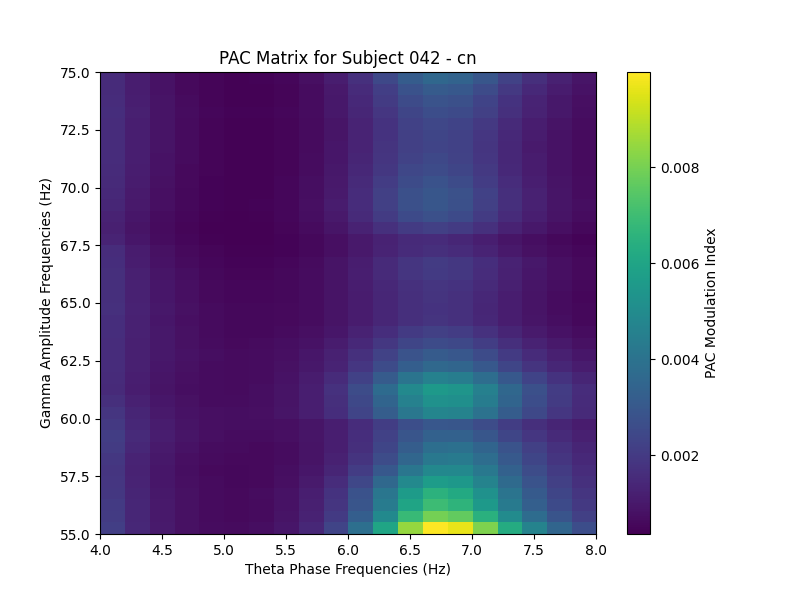 PAC Matrix for Subject 042 - cn
Gamma Amplitude Frequencies (Hz)
75.0
72.5
70.0
67.5
65.0
62.5
60.0
57.5
55.0
4.0 4.5 5.0 5.5 6.0 6.5 7.0 7.5 8.0
Theta Phase Frequencies (Hz)
0.008
0.006
0.004
0.002
PAC Modulation Index